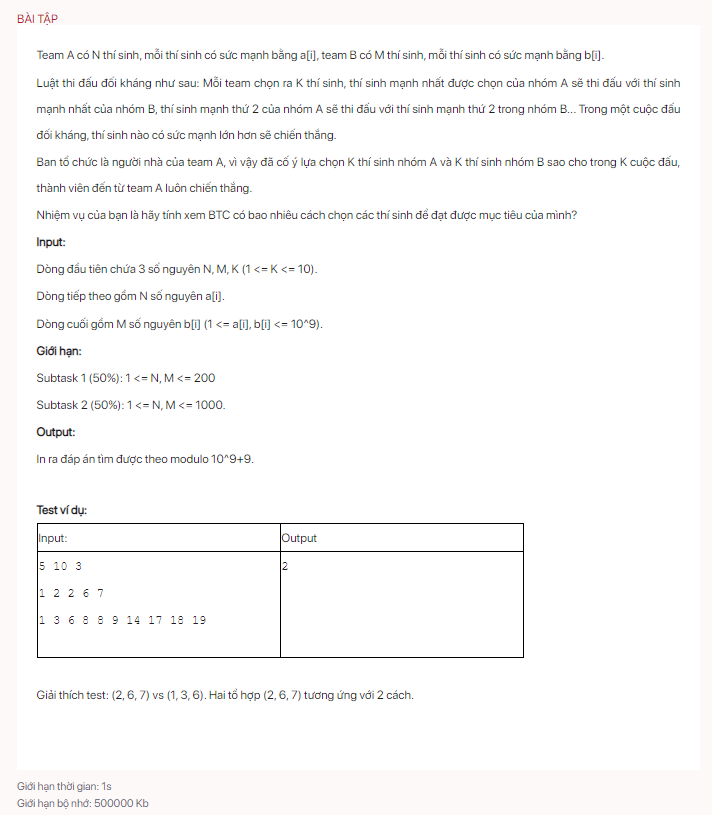 BÀI TẬP
Team A có N thí sinh, mỗi thí sinh có sức mạnh bằng a[i], team B có M thí sinh, mỗi thí sinh có sức mạnh bằng b[i].
Luật thi đấu đối kháng như sau: Mỗi team chọn ra K thí sinh, thí sinh mạnh nhất được chọn của nhóm A sẽ thi đấu với thí sinh
mạnh nhất của nhóm B, thí sinh mạnh thứ 2 của nhóm A sẽ thi đấu với thí sinh mạnh thứ 2 trong nhóm B... Trong một cuộc đấu
đối kháng, thí sinh nào có sức mạnh lớn hơn sẽ chiến thắng.
Ban tổ chức là người nhà của team A, vì vậy đã cố ý lựa chọn K thí sinh nhóm A và K thí sinh nhóm B sao cho trong K cuộc đấu,
thành viên đến từ team A luôn chiến thắng.
Nhiệm vụ của bạn là hãy tính xem BTC có bao nhiêu cách chọn các thí sinh để đạt được mục tiêu của mình?
Input:
Dòng đầu tiên chứa 3 số nguyên N, M, K (1 <= K <= 10).
Dòng tiếp theo gồm N số nguyên a[i].
Dòng cuối gồm M số nguyên b[i] (1 <= a[i], b[i] <= 10^9).
Giới hạn:
Subtask 1 (50%): 1 <= N, M <= 200
Subtask 2 (50%): 1 <= N, M <= 1000.
Output:
In ra đáp án tìm được theo modulo 10^9+9.
Test ví dụ:
Input: Output
5 10 3 2
1 2 2 6 7
1 3 6 8 8 9 14 17 18 19
Giải thích test: (2, 6, 7) vs (1, 3, 6). Hai tổ hợp (2, 6, 7) tương ứng với 2 cách.
Giới hạn thời gian: 1s
Giới hạn bộ nhớ: 500000 Kb